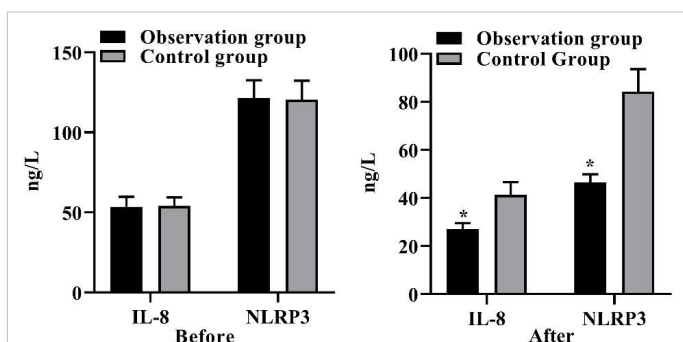 Observation group
Control group
150
100
50
0
ng/L
IL-8 NLRP3
Before
Observation group
Control Group
100
80
60
40
20
0
ng/L
*
*
IL-8 NLRP3
After